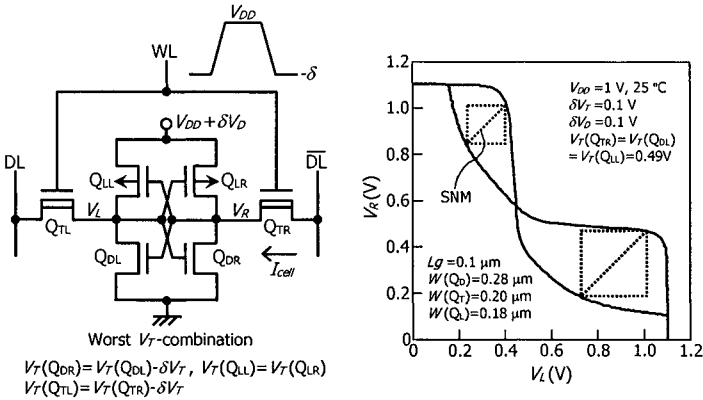 V_DD
WL
-δ
V_DD+δV_D
DL
D̅L̅
Q_LL
Q_LR
V_L
V_R
Q_TL
Q_TR
Q_DL
Q_DR
I_cell
Worst V_T-combination
V_T(Q_DR)=V_T(Q_DL)-δV_T , V_T(Q_LL)=V_T(Q_LR)
V_T(Q_TL)=V_T(Q_TR)-δV_T
1.2
1.0
0.8
0.6
0.4
0.2
0
0.2
0.4
0.6
0.8
1.0
1.2
V_R(V)
V_L(V)
V_DD=1 V, 25 °C
δV_T=0.1 V
δV_D=0.1 V
V_T(Q_TR)=V_T(Q_DL)
=V_T(Q_LL)=0.49V
SNM
Lg=0.1 μm
W(Q_D)=0.28 μm
W(Q_T)=0.20 μm
W(Q_L)=0.18 μm